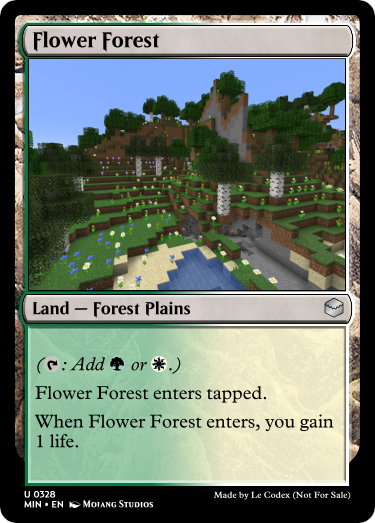 Flower Forest
Land — Forest Plains
(: Add or .)
Flower Forest enters tapped.
When Flower Forest enters, you gain
1 life.
U 0328
MIN • EN Mojang Studios
Made by Le Codex (Not For Sale)